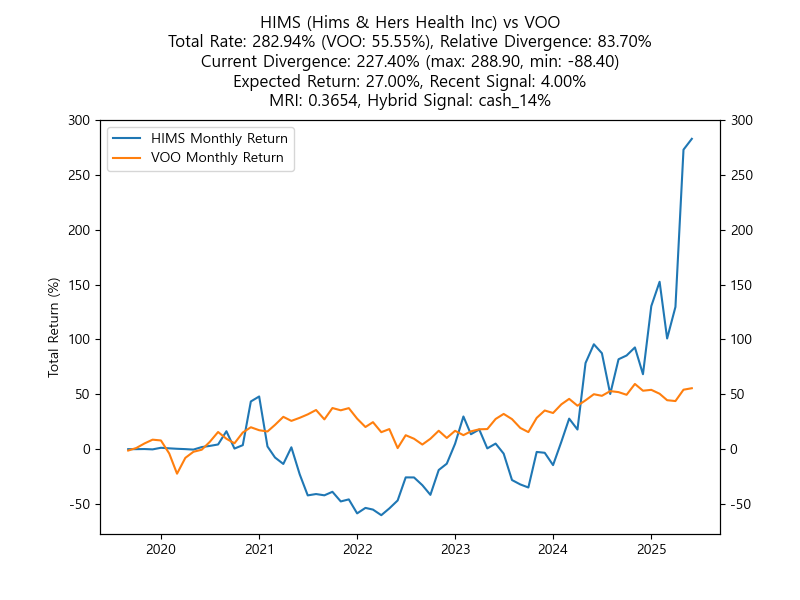 HIMS (Hims & Hers Health Inc) vs VOO
Total Rate: 282.94% (VOO: 55.55%), Relative Divergence: 83.70%
Current Divergence: 227.40% (max: 288.90, min: -88.40)
Expected Return: 27.00%, Recent Signal: 4.00%
MRI: 0.3654, Hybrid Signal: cash_14%
HIMS Monthly Return
VOO Monthly Return
Total Return (%)
300
250
200
150
100
50
0
-50
300
250
200
150
100
50
0
-50
2020 2021 2022 2023 2024 2025